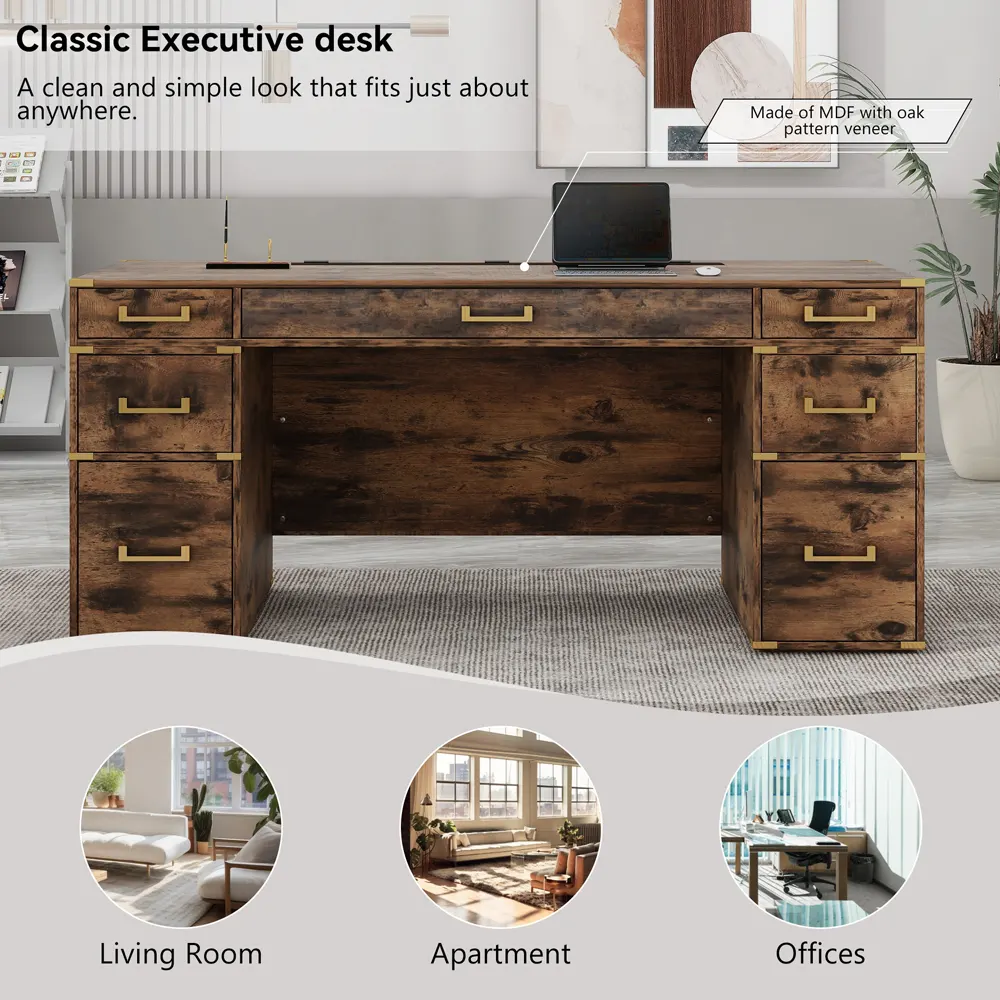 Classic Executive desk
A clean and simple look that fits just about
anywhere.
Made of MDF with oak
pattern veneer
Living Room
Apartment
Offices